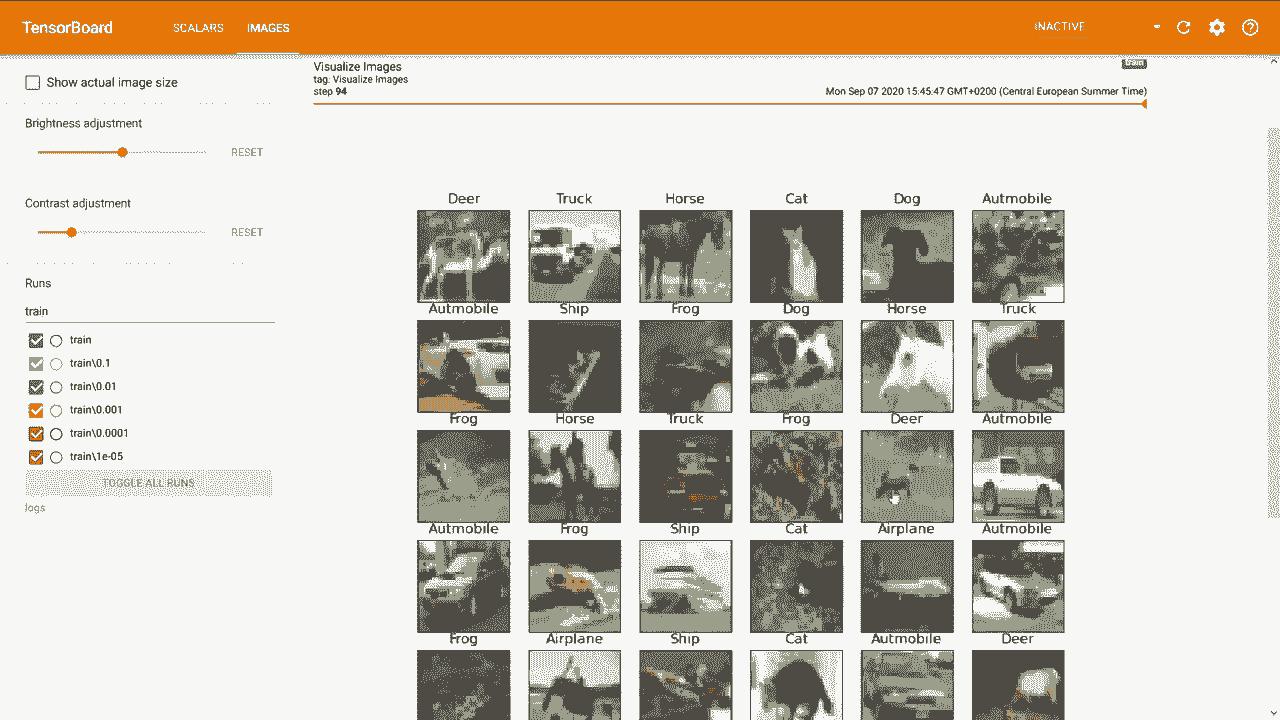 TensorBoard SCALARS IMAGES INACTIVE
Show actual image size
Brightness adjustment
RESET
Contrast adjustment
RESET
Runs
train
train
train\0.1
train\0.01
train\0.001
train\0.0001
train\1e-05
TOGGLE ALL RUNS
logs
Visualize Images train
tag: Visualize Images
step 94 Mon Sep 07 2020 15:45:47 GMT+0200 (Central European Summer Time)
Deer Truck Horse Cat Dog Autmobile
Autmobile Ship Frog Dog Horse Truck
Frog Horse Truck Frog Deer Autmobile
Autmobile Frog Ship Cat Airplane Autmobile
Frog Airplane Ship Cat Autmobile Deer